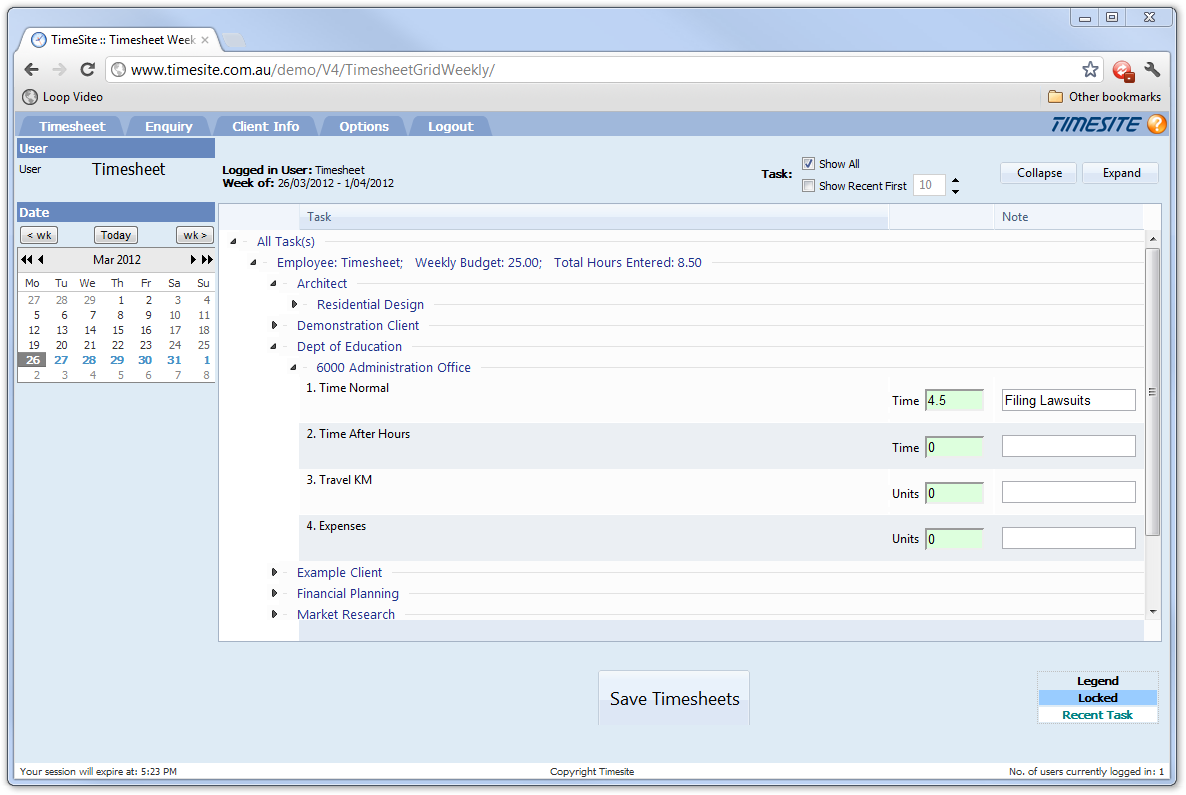 TimeSite :: Timesheet Week
www.timesite.com.au/demo/V4/TimesheetGridWeekly/
Loop Video
Other bookmarks
Timesheet Enquiry Client Info Options Logout
TIMESITE ?
User
User Timesheet
Logged in User: Timesheet
Week of: 26/03/2012 - 1/04/2012
Task:
Show All
Show Recent First 10
Collapse Expand
Date
< wk Today wk >
Mar 2012
Mo Tu We Th Fr Sa Su
27 28 29 1 2 3 4
5 6 7 8 9 10 11
12 13 14 15 16 17 18
19 20 21 22 23 24 25
26 27 28 29 30 31 1
2 3 4 5 6 7 8
Task Note
All Task(s)
Employee: Timesheet; Weekly Budget: 25.00; Total Hours Entered: 8.50
Architect
Residential Design
Demonstration Client
Dept of Education
6000 Administration Office
1. Time Normal
Time 4.5 Filing Lawsuits
2. Time After Hours
Time 0
3. Travel KM
Units 0
4. Expenses
Units 0
Example Client
Financial Planning
Market Research
Save Timesheets
Legend
Locked
Recent Task
Your session will expire at: 5:23 PM
Copyright Timesite
No. of users currently logged in: 1